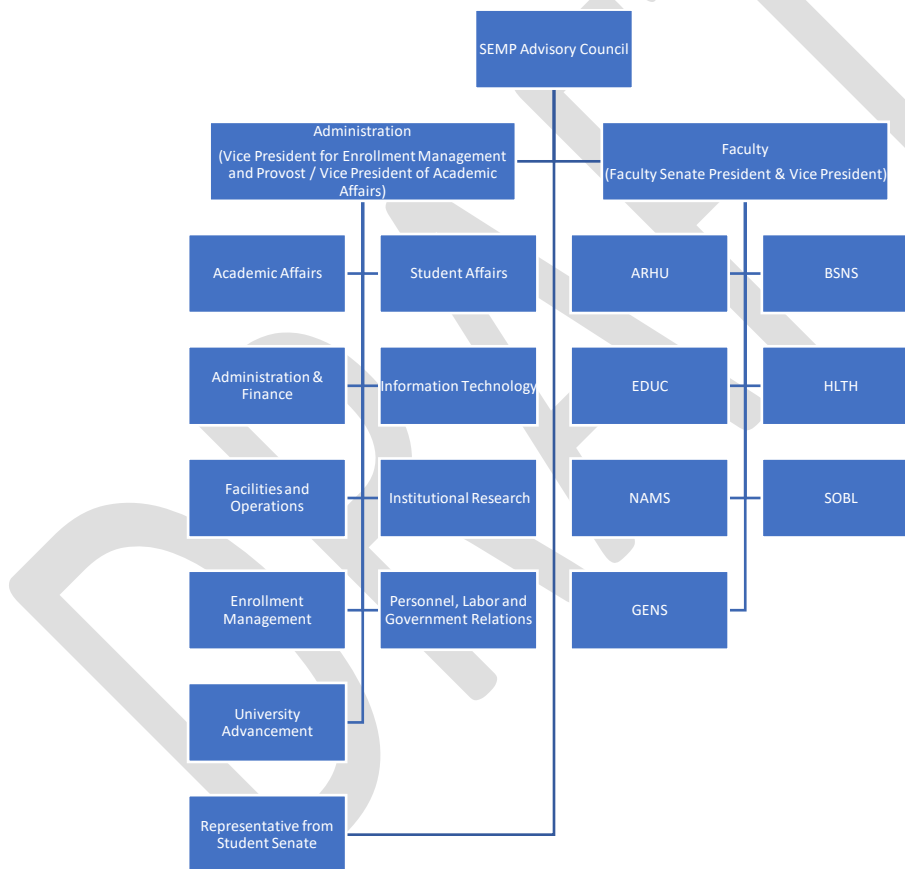 SEMP Advisory Council
Administration
(Vice President for Enrollment Management
and Provost / Vice President of Academic
Affairs)
Faculty
(Faculty Senate President & Vice President)
Academic Affairs
Student Affairs
ARHU
BSNS
Administration &
Finance
Information Technology
EDUC
HLTH
Facilities and
Operations
Institutional Research
NAMS
SOBL
Enrollment
Management
Personnel, Labor and
Government Relations
GENS
University
Advancement
Representative from
Student Senate
DRAFT